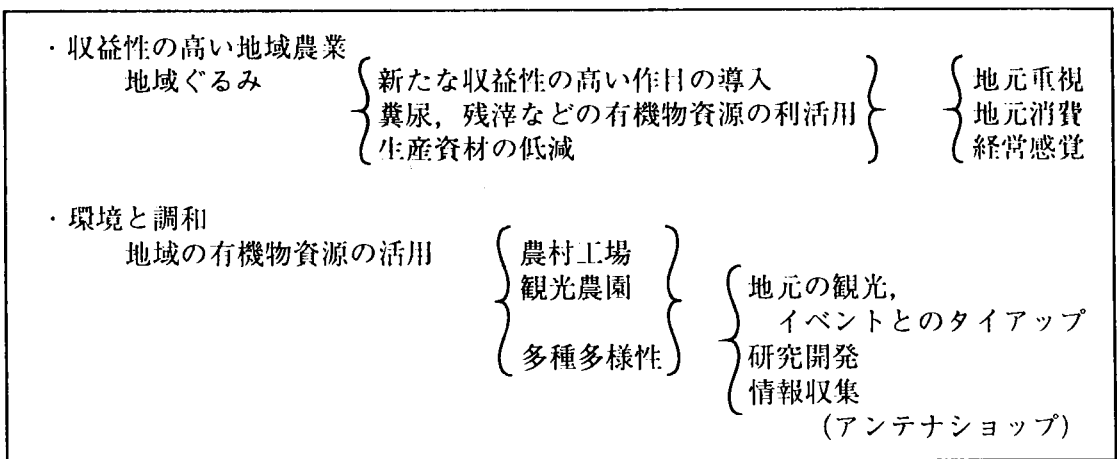 ・収益性の高い地域農業
地域ぐるみ
新たな収益性の高い作目の導入
糞尿，残滓などの有機物資源の利活用
生産資材の低減
地元重視
地元消費
経営感覚
・環境と調和
地域の有機物資源の活用
農村工場
観光農園
多種多様性
地元の観光，
イベントとのタイアップ
研究開発
情報収集
（アンテナショップ）